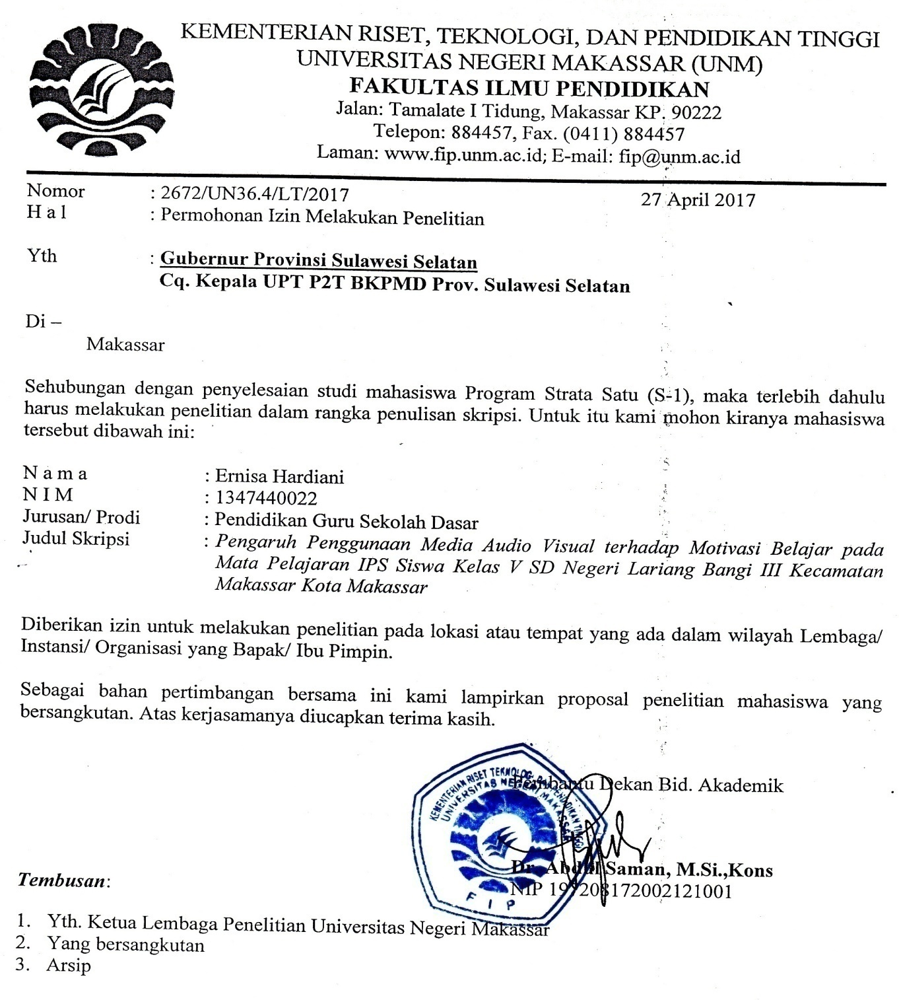 KEMENTERIAN RISET, TEKNOLOGI, DAN PENDIDIKAN TINGGI
UNIVERSITAS NEGERI MAKASSAR (UNM)
FAKULTAS ILMU PENDIDIKAN
Jalan: Tamalate I Tidung, Makassar KP. 90222
Telepon: 884457, Fax. (0411) 884457
Laman: www.fip.unm.ac.id; E-mail: fip@unm.ac.id
Nomor : 2672/UN36.4/LT/2017 27 April 2017
H a l : Permohonan Izin Melakukan Penelitian
Yth : Gubernur Provinsi Sulawesi Selatan
Cq. Kepala UPT P2T BKPMD Prov. Sulawesi Selatan
Di –
Makassar
Sehubungan dengan penyelesaian studi mahasiswa Program Strata Satu (S-1), maka terlebih dahulu
harus melakukan penelitian dalam rangka penulisan skripsi. Untuk itu kami mohon kiranya mahasiswa
tersebut dibawah ini:
N a m a : Ernisa Hardiani
N I M : 1347440022
Jurusan/ Prodi : Pendidikan Guru Sekolah Dasar
Judul Skripsi : Pengaruh Penggunaan Media Audio Visual terhadap Motivasi Belajar pada
Mata Pelajaran IPS Siswa Kelas V SD Negeri Lariang Bangi III Kecamatan
Makassar Kota Makassar
Diberikan izin untuk melakukan penelitian pada lokasi atau tempat yang ada dalam wilayah Lembaga/
Instansi/ Organisasi yang Bapak/ Ibu Pimpin.
Sebagai bahan pertimbangan bersama ini kami lampirkan proposal penelitian mahasiswa yang
bersangkutan. Atas kerjasamanya diucapkan terima kasih.
Pembantu Dekan Bid. Akademik
KEMENTERIAN RISET TEKNOLOGI DAN PENDIDIKAN TINGGI
UNIVERSITAS NEGERI MAKASSAR
F I P
Dr. Abdul Saman, M.Si.,Kons
NIP
Tembusan:
1. Yth. Ketua Lembaga Penelitian Universitas Negeri Makassar
2. Yang bersangkutan
3. Arsip